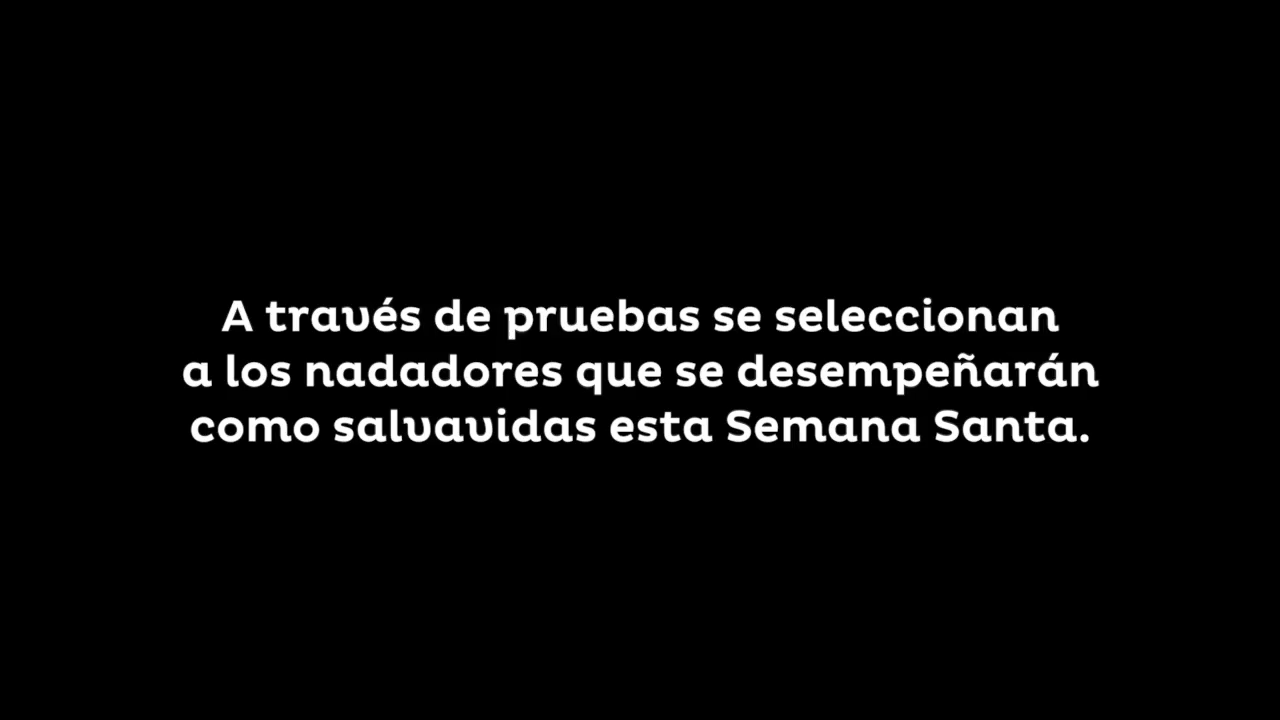 A través de pruebas se seleccionan
a los nadadores que se desempeñarán
como salvavidas esta Semana Santa.